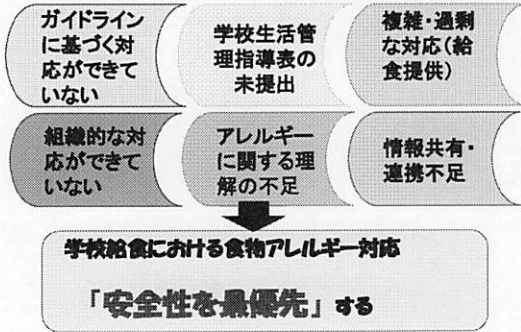 ガイドライン
に基づく対
応ができて
いない
学校生活管
理指導表の
未提出
複雑・過剰
な対応（給
食提供）
組織的な対
応ができて
いない
アレルギー
に関する理
解の不足
情報共有・
連携不足
学校給食における食物アレルギー対応
「安全性を最優先」する